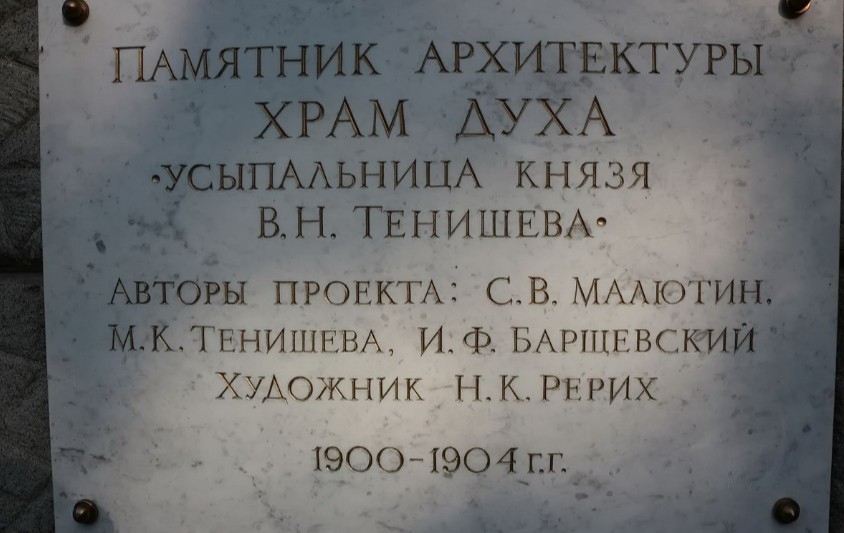 ПАМЯТНИК АРХИТЕКТУРЫ
ХРАМ ДУХА
•УСЫПАЛЬНИЦА КНЯЗЯ
В.Н. ТЕНИШЕВА•
АВТОРЫ ПРОЕКТА: С.В. МАЛЮТИН,
М.К. ТЕНИШЕВА, И.Ф. БАРЩЕВСКИЙ
ХУДОЖНИК Н.К. РЕРИХ
1900-1904 г.г.